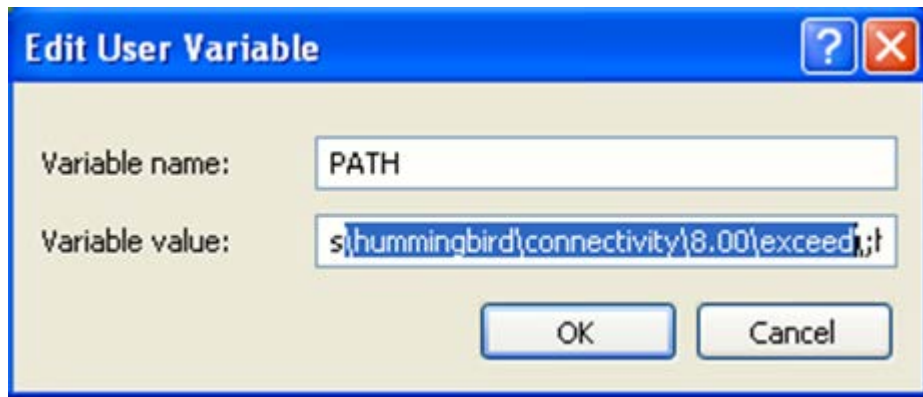 Edit User Variable
Variable name: PATH
Variable value: s\hummingbird\connectivity\8.00\exceed\;
OK Cancel